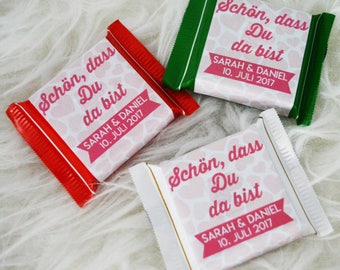 Schön, dass
Du
da bist
SARAH & DANIEL
10. JULI 2017
Schön, dass
Du
da bist
SARAH & DANIEL
10. JULI 2017
Schön, dass
Du
da bist
SARAH & DANIEL
10. JULI 2017